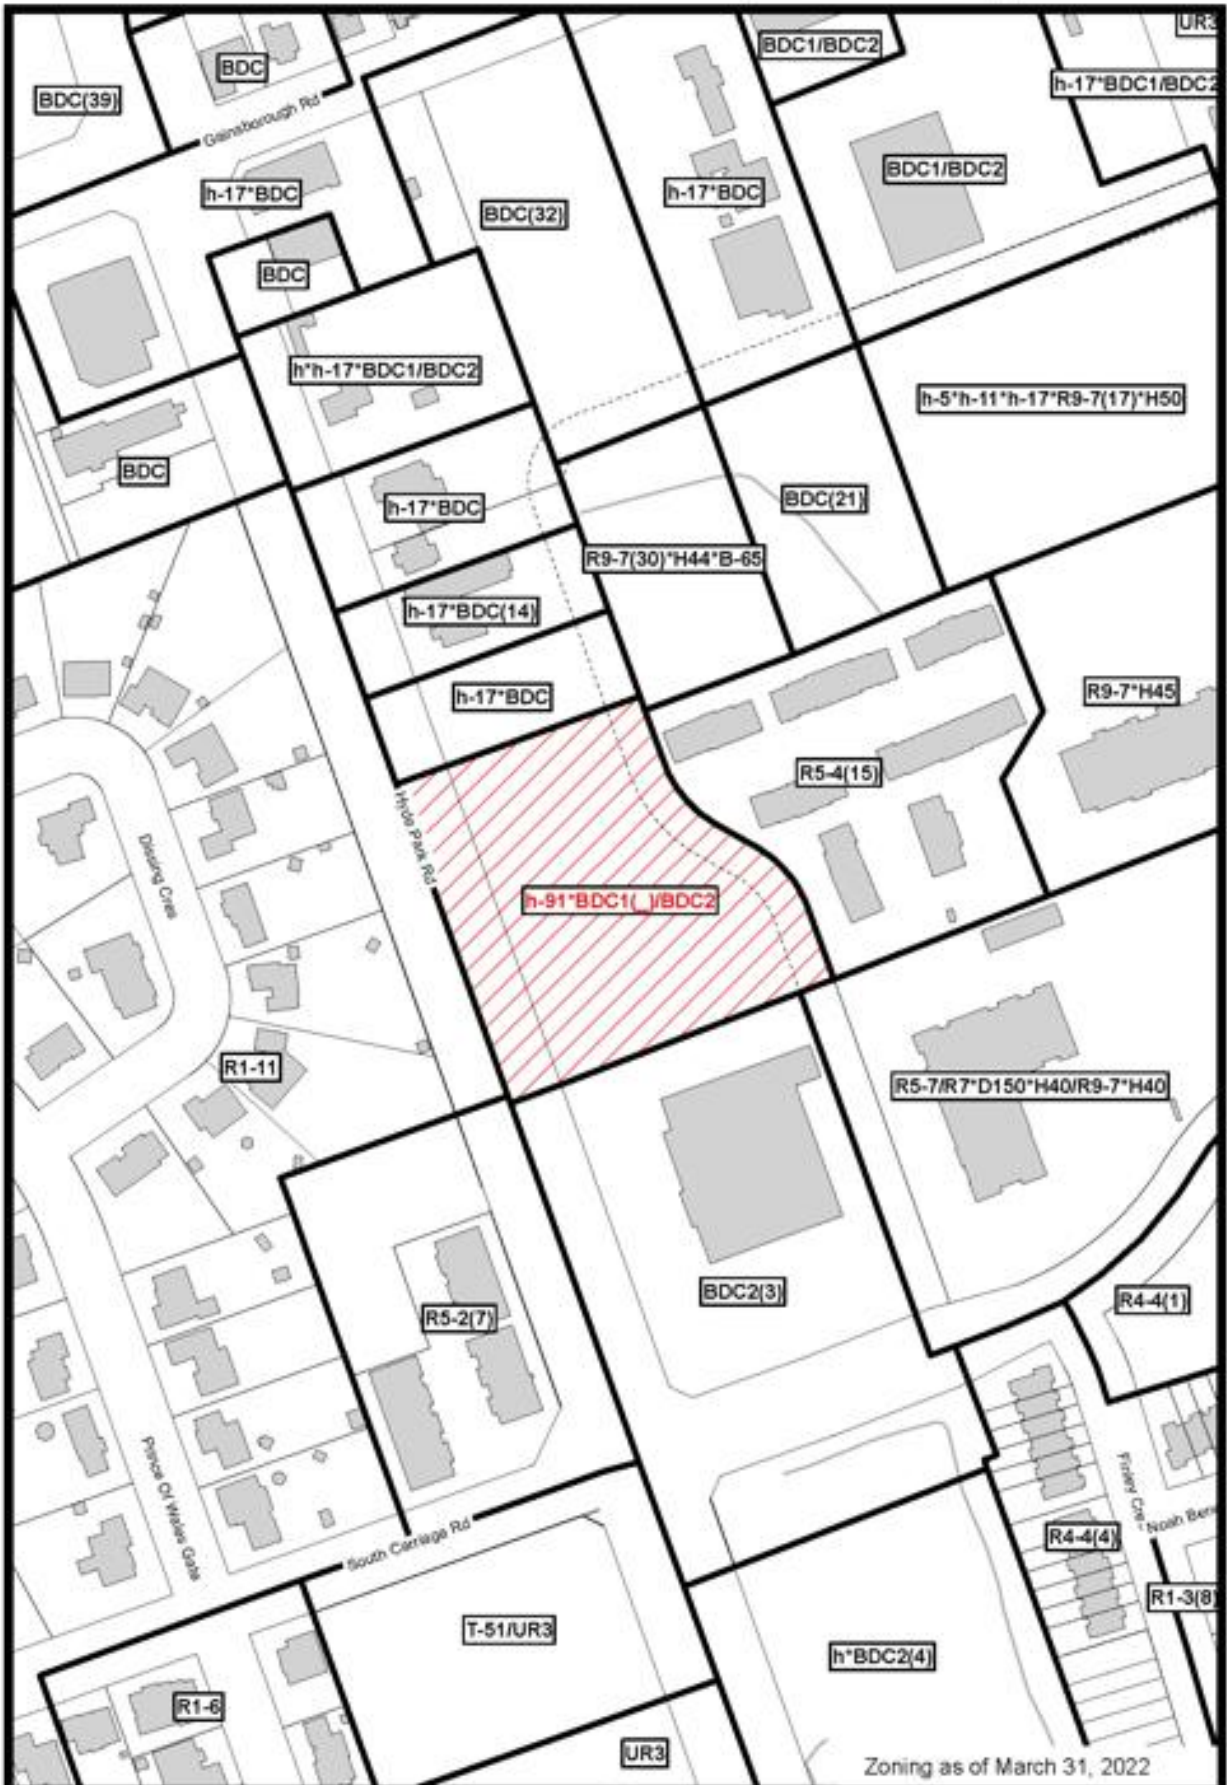 UR3
BDC1/BDC2
BDC
BDC(39)
h-17*BDC1/BDC2
Gainsborough Rd
BDC1/BDC2
h-17*BDC
h-17*BDC
BDC(32)
BDC
h*h-17*BDC1/BDC2
h-5*h-11*h-17*R9-7(17)*H50
BDC
BDC(21)
h-17*BDC
R9-7(30)*H44*B-65
h-17*BDC(14)
h-17*BDC
R9-7*H45
R5-4(15)
Hyde Park Rd
Dissing Cres
h-91*BDC1(_)/BDC2
R1-11
R5-7/R7*D150*H40/R9-7*H40
BDC2(3)
R4-4(1)
R5-2(7)
Prince Of Wales Gate
Finley Cre
Noah Ben
South Carriage Rd
R4-4(4)
R1-3(8)
T-51/UR3
h*BDC2(4)
R1-6
UR3
Zoning as of March 31, 2022